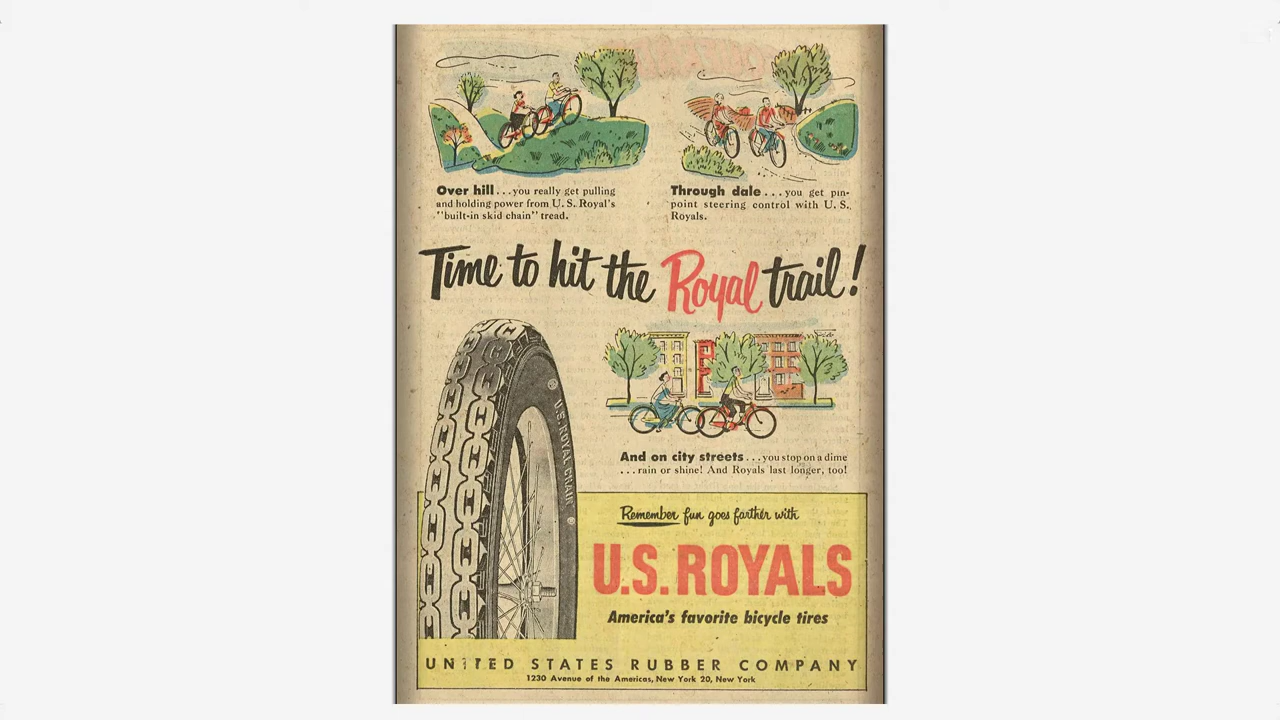 Over hill...you really get pulling
and holding power from U. S. Royal's
"built-in skid chain" tread.
Through dale...you get pin-
point steering control with U. S.
Royals.
Time to hit the Royal trail!
U.S. ROYAL CHAIN
And on city streets...you stop on a dime
...rain or shine! And Royals last longer, too!
Remember fun goes farther with
U.S. ROYALS
America's favorite bicycle tires
UNITED STATES RUBBER COMPANY
1230 Avenue of the Americas, New York 20, New York